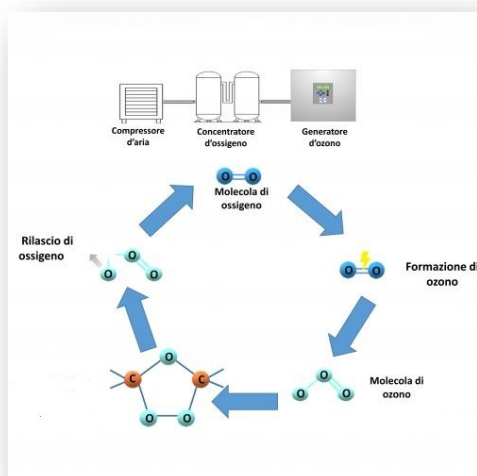 Compressore
d'aria
Concentratore
d'ossigeno
Generatore
d'ozono
O O
Molecola di
ossigeno
Rilascio di
ossigeno
O O O
O O
Formazione di
ozono
O O O
Molecola di
ozono
O
C C
O O